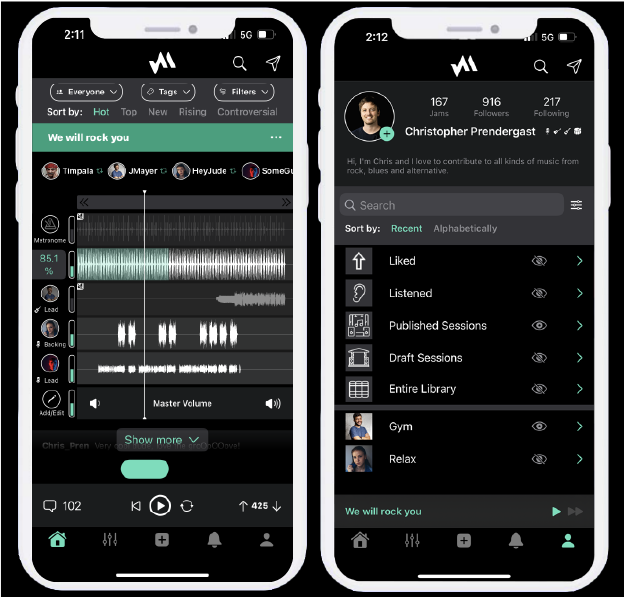 2:11
5G
Everyone
Tags
Filters
Sort by: Hot Top New Rising Controversial
We will rock you
Timpala
JMayer
HeyJude
SomeGu
Metronome
85.1
%
Lead
Backing
Lead
Add/Edit
Master Volume
Chris_Pren
Show more
102
425
2:12
5G
167
916
217
Jams
Followers
Following
Christopher Prendergast
Hi, I'm Chris and I love to contribute to all kinds of music from
rock, blues and alternative.
Search
Sort by: Recent Alphabetically
Liked
Listened
Published Sessions
Draft Sessions
Entire Library
Gym
Relax
We will rock you